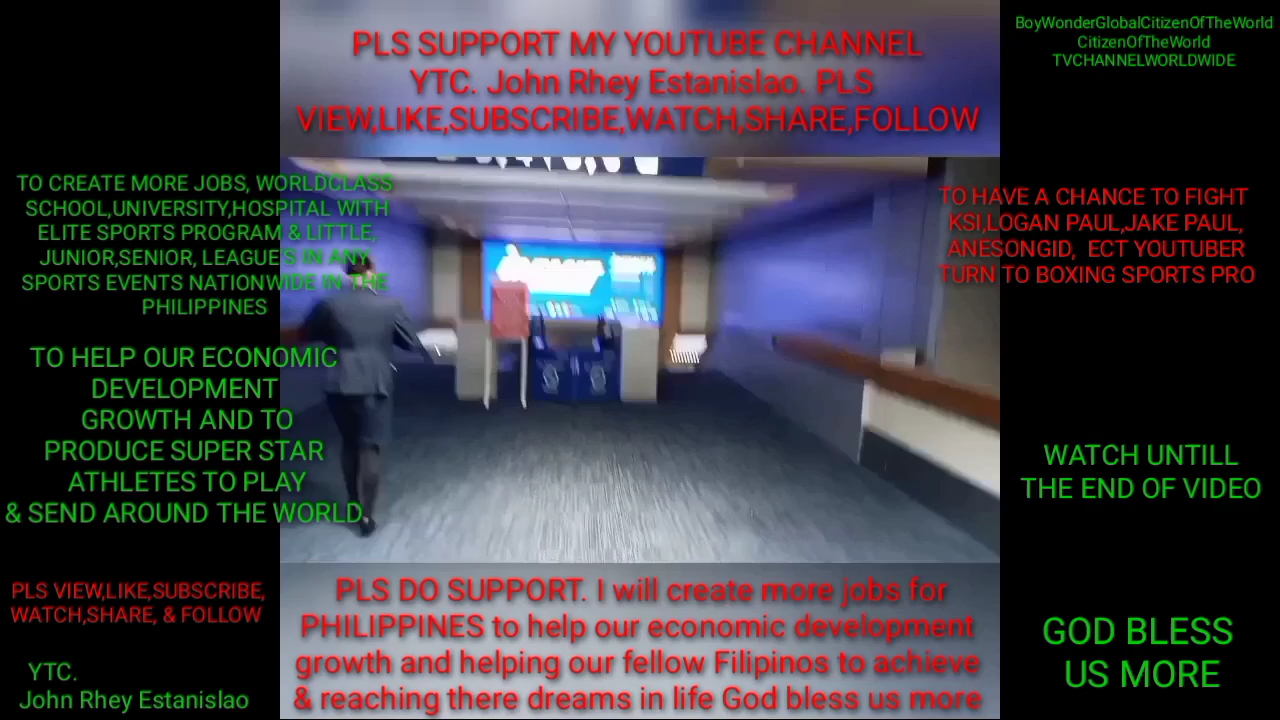 PLS SUPPORT MY YOUTUBE CHANNEL
YTC. John Rhey Estanislao. PLS
VIEW,LIKE,SUBSCRIBE,WATCH,SHARE,FOLLOW
BoyWonderGlobalCitizenOfTheWorld
CitizenOfTheWorld
TVCHANNELWORLDWIDE
TO CREATE MORE JOBS, WORLDCLASS
SCHOOL,UNIVERSITY,HOSPITAL WITH
ELITE SPORTS PROGRAM & LITTLE,
JUNIOR,SENIOR, LEAGUE'S IN ANY
SPORTS EVENTS NATIONWIDE IN THE
PHILIPPINES
TO HELP OUR ECONOMIC
DEVELOPMENT
GROWTH AND TO
PRODUCE SUPER STAR
ATHLETES TO PLAY
& SEND AROUND THE WORLD.
PLS VIEW,LIKE,SUBSCRIBE,
WATCH,SHARE, & FOLLOW
YTC.
John Rhey Estanislao
TO HAVE A CHANCE TO FIGHT
KSI,LOGAN PAUL,JAKE PAUL,
ANESONGID,  ECT YOUTUBER
TURN TO BOXING SPORTS PRO
WATCH UNTILL
THE END OF VIDEO
GOD BLESS
US MORE
PLS DO SUPPORT. I will create more jobs for
PHILIPPINES to help our economic development
growth and helping our fellow Filipinos to achieve
& reaching there dreams in life God bless us more